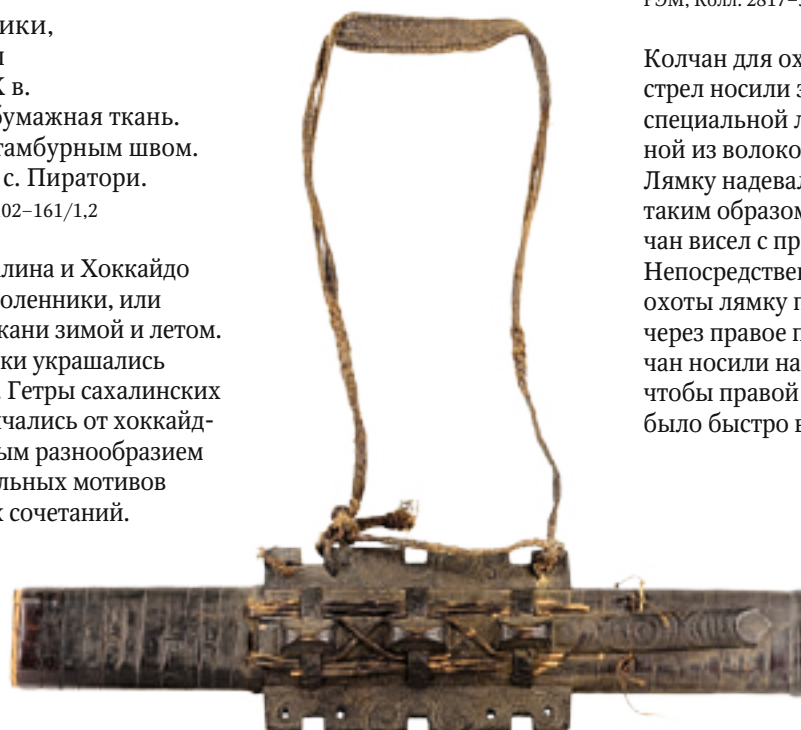 ики,
и
X в.
бумажная ткань.
тамбурным швом.
с. Пиратори.
02–161/1,2
алина и Хоккайдо
оленники, или
кани зимой и летом.
ки украшались
Гетры сахалинских
чались от хоккайд-
ым разнообразием
льных мотивов
х сочетаний.
РЭМ, Колл. 2817–
Колчан для ох
стрел носили з
специальной л
ной из волоко
Лямку надевал
таким образом
чан висел с пр
Непосредствен
охоты лямку п
через правое п
чан носили на
чтобы правой
было быстро в